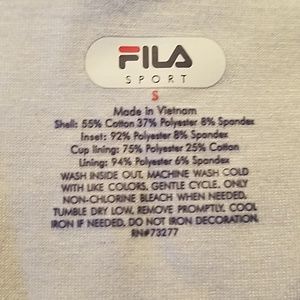 FILA
SPORT
S
Made in Vietnam
Shell: 55% Cotton 37% Polyester 8% Spandex
Inset: 92% Polyester 8% Spandex
Cup lining: 75% Polyester 25% Cotton
Lining: 94% Polyester 6% Spandex
WASH INSIDE OUT, MACHINE WASH COLD
WITH LIKE COLORS, GENTLE CYCLE. ONLY
NON-CHLORINE BLEACH WHEN NEEDED.
TUMBLE DRY LOW, REMOVE PROMPTLY. COOL
IRON IF NEEDED. DO NOT IRON DECORATION.
RN#73277